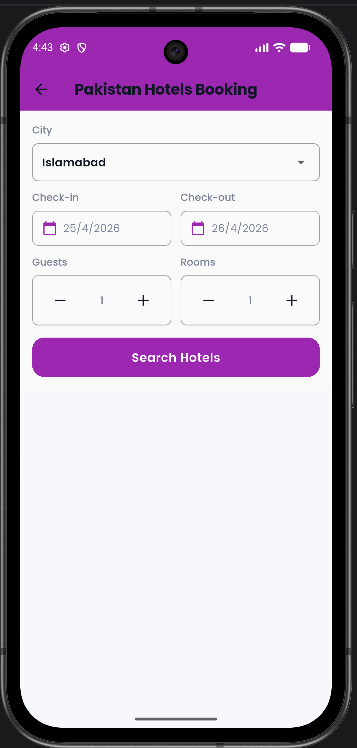 4:43
Pakistan Hotels Booking
City
Islamabad
Check-in
Check-out
25/4/2026
26/4/2026
Guests
Rooms
1
1
Search Hotels